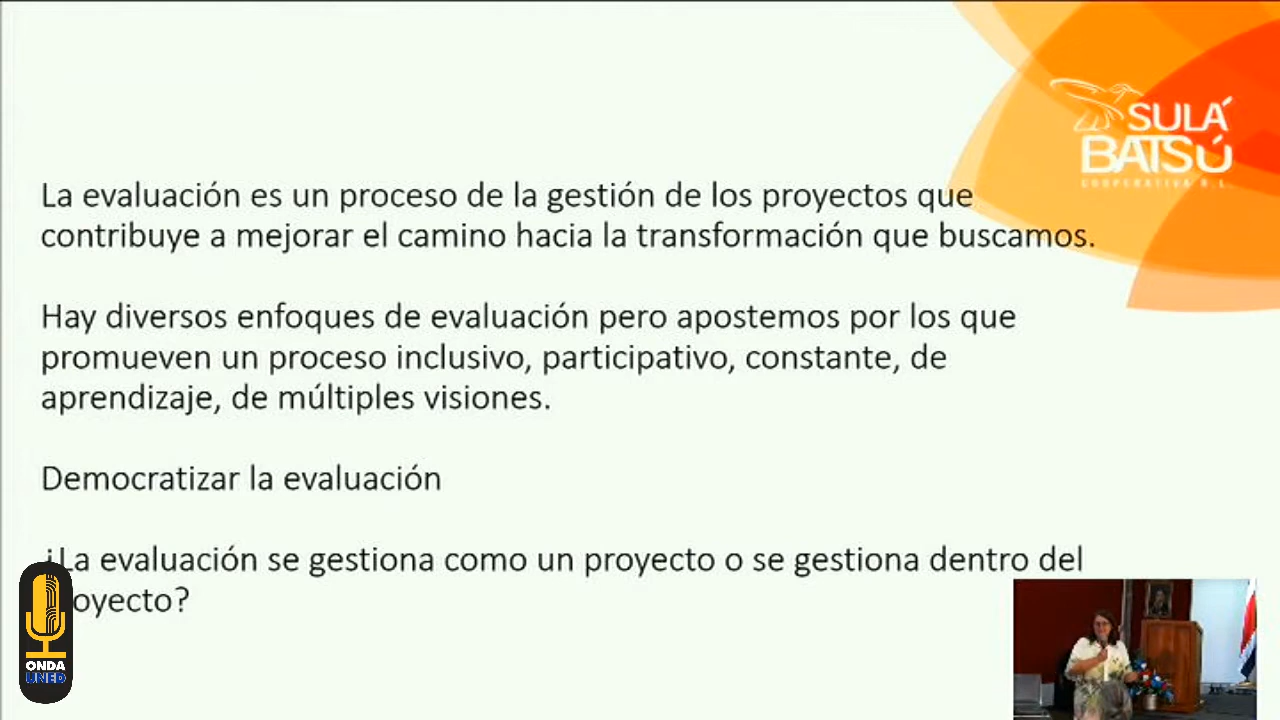 SULÁ
BATSÚ
COOPERATIVA R.L.
La evaluación es un proceso de la gestión de los proyectos que
contribuye a mejorar el camino hacia la transformación que buscamos.
Hay diversos enfoques de evaluación pero apostemos por los que
promueven un proceso inclusivo, participativo, constante, de
aprendizaje, de múltiples visiones.
Democratizar la evaluación
¿La evaluación se gestiona como un proyecto o se gestiona dentro del
oyecto?
ONDA
UNED